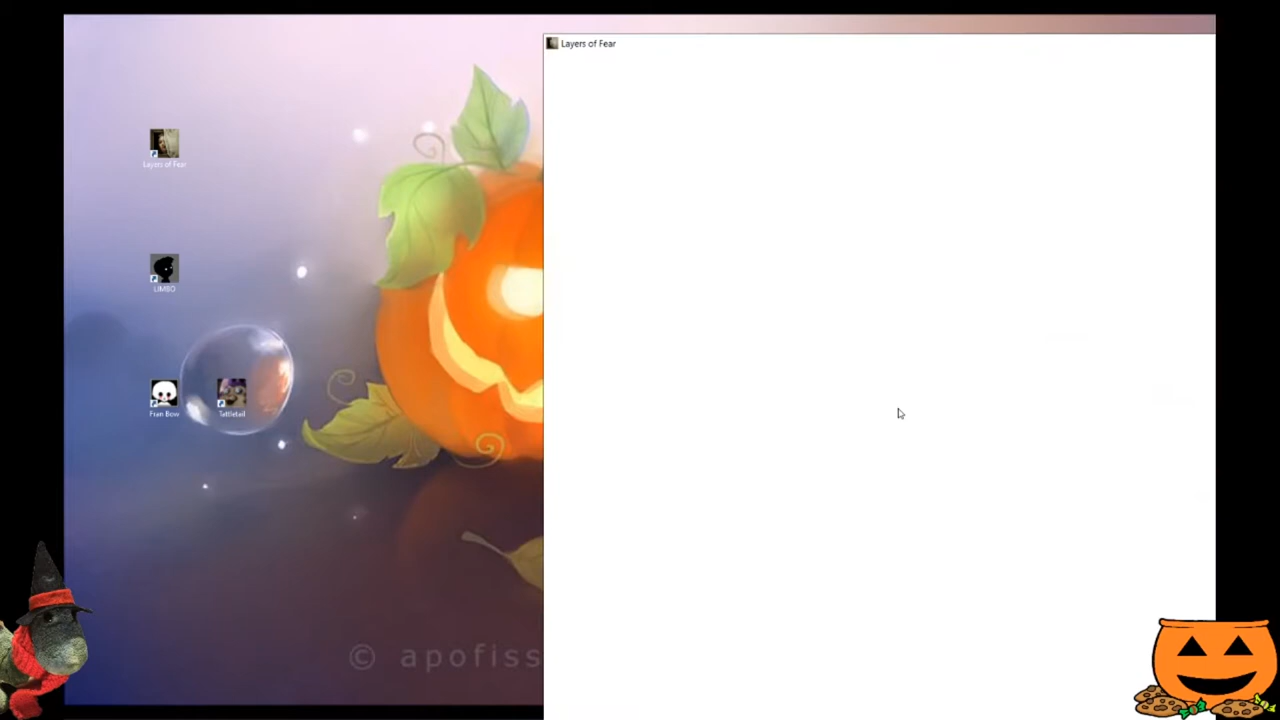 Layers of Fear
Layers of Fear
LIMBO
Fran Bow
Tattletail
© apofiss